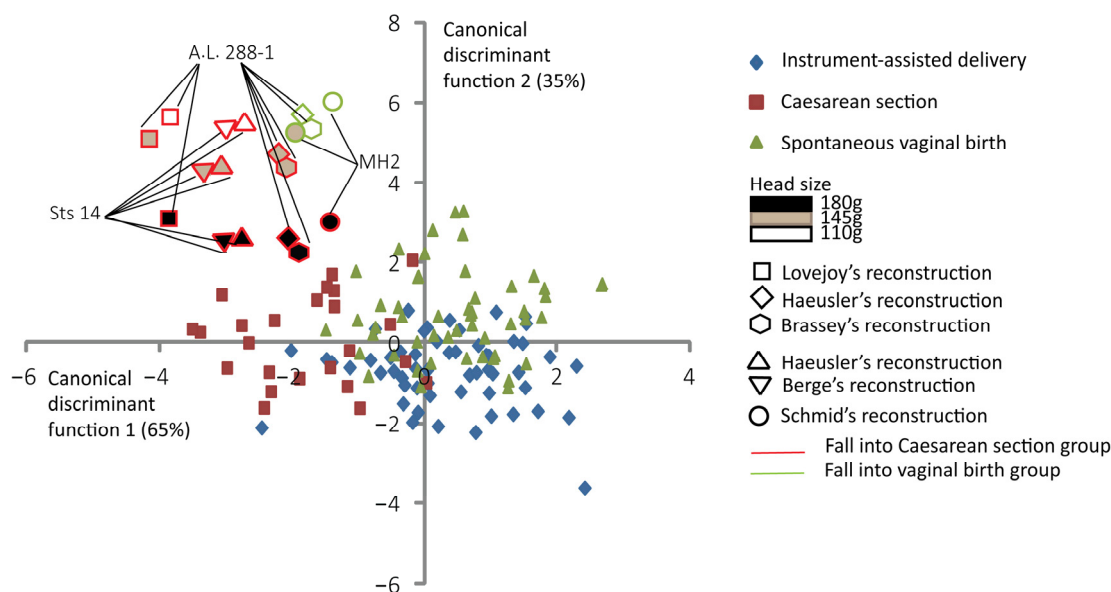 8
Canonical
discriminant
function 2 (35%)
A.L. 288-1
6
MH2
4
Sts 14
2
0
−6
−4
−2
0
2
4
Canonical
discriminant
function 1 (65%)
−2
−4
−6
Instrument-assisted delivery
Caesarean section
Spontaneous vaginal birth
Head size
180g
145g
110g
Lovejoy's reconstruction
Haeusler's reconstruction
Brassey's reconstruction
Haeusler's reconstruction
Berge's reconstruction
Schmid's reconstruction
Fall into Caesarean section group
Fall into vaginal birth group